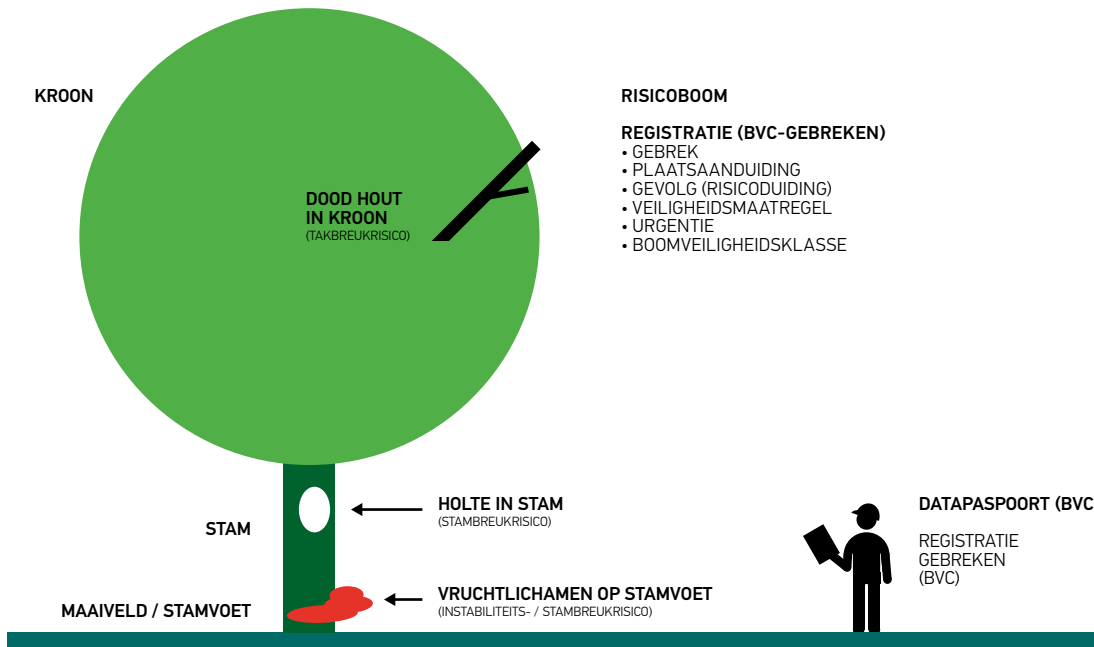 KROON
DOOD HOUT
IN KROON
(TAKBREUKRISICO)
RISICOBOOM
REGISTRATIE (BVC-GEBREKEN)
• GEBREK
• PLAATSAANDUIDING
• GEVOLG (RISICODUIDING)
• VEILIGHEIDSMAATREGEL
• URGENTIE
• BOOMVEILIGHEIDSKLASSE
STAM
HOLTE IN STAM
(STAMBREUKRISICO)
MAAIVELD / STAMVOET
VRUCHTLICHAMEN OP STAMVOET
(INSTABILITEITS- / STAMBREUKRISICO)
DATAPASPOORT (BVC
REGISTRATIE
GEBREKEN
(BVC)